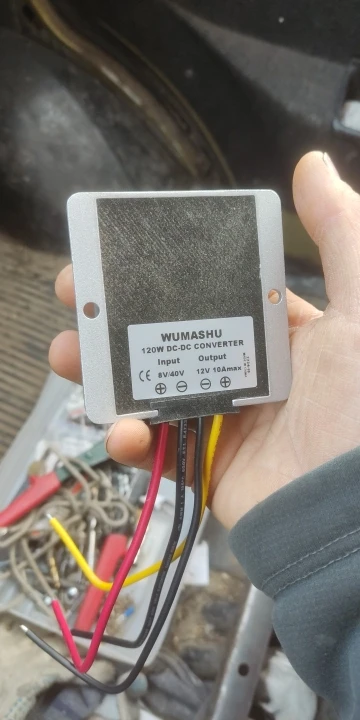 WUMASHU
120W DC-DC CONVERTER
Input Output
CE 8V/40V 12V 10Amax
⊕ ⊖ ⊖ ⊕